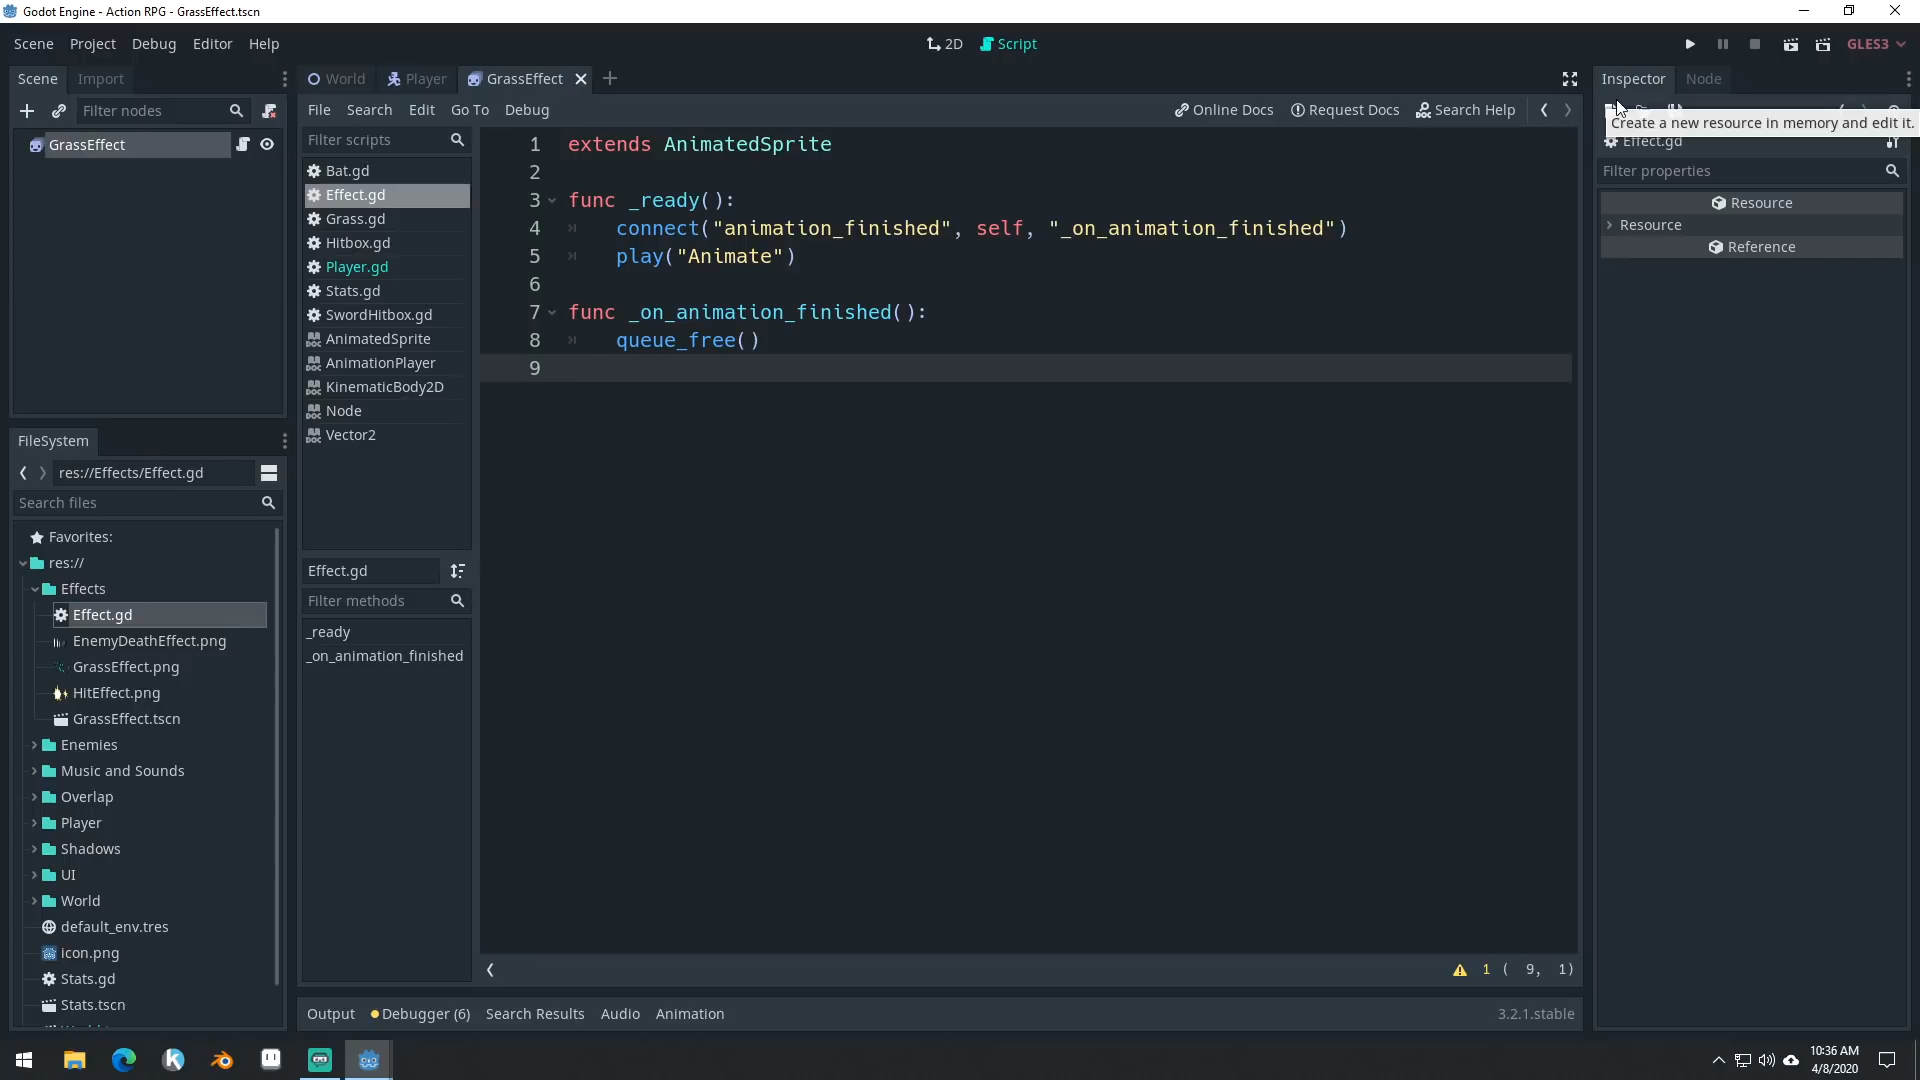 Godot Engine - Action RPG - GrassEffect.tscn
Scene Project Debug Editor Help
2D Script
GLES3
Scene Import
Filter nodes
GrassEffect
World Player GrassEffect
File Search Edit Go To Debug
Online Docs Request Docs Search Help
Filter scripts
Bat.gd
Effect.gd
Grass.gd
Hitbox.gd
Player.gd
Stats.gd
SwordHitbox.gd
AnimatedSprite
AnimationPlayer
KinematicBody2D
Node
Vector2
Effect.gd
Filter methods
_ready
_on_animation_finished
1 extends AnimatedSprite
2
3 func _ready():
4 connect("animation_finished", self, "_on_animation_finished")
5 play("Animate")
6
7 func _on_animation_finished():
8 queue_free()
9
1 ( 9, 1)
Inspector Node
Create a new resource in memory and edit it.
Effect.gd
Filter properties
Resource
Resource
Reference
FileSystem
res://Effects/Effect.gd
Search files
Favorites:
res://
Effects
Effect.gd
EnemyDeathEffect.png
GrassEffect.png
HitEffect.png
GrassEffect.tscn
Enemies
Music and Sounds
Overlap
Player
Shadows
UI
World
default_env.tres
icon.png
Stats.gd
Stats.tscn
Output Debugger (6) Search Results Audio Animation
3.2.1.stable
10:36 AM
4/8/2020